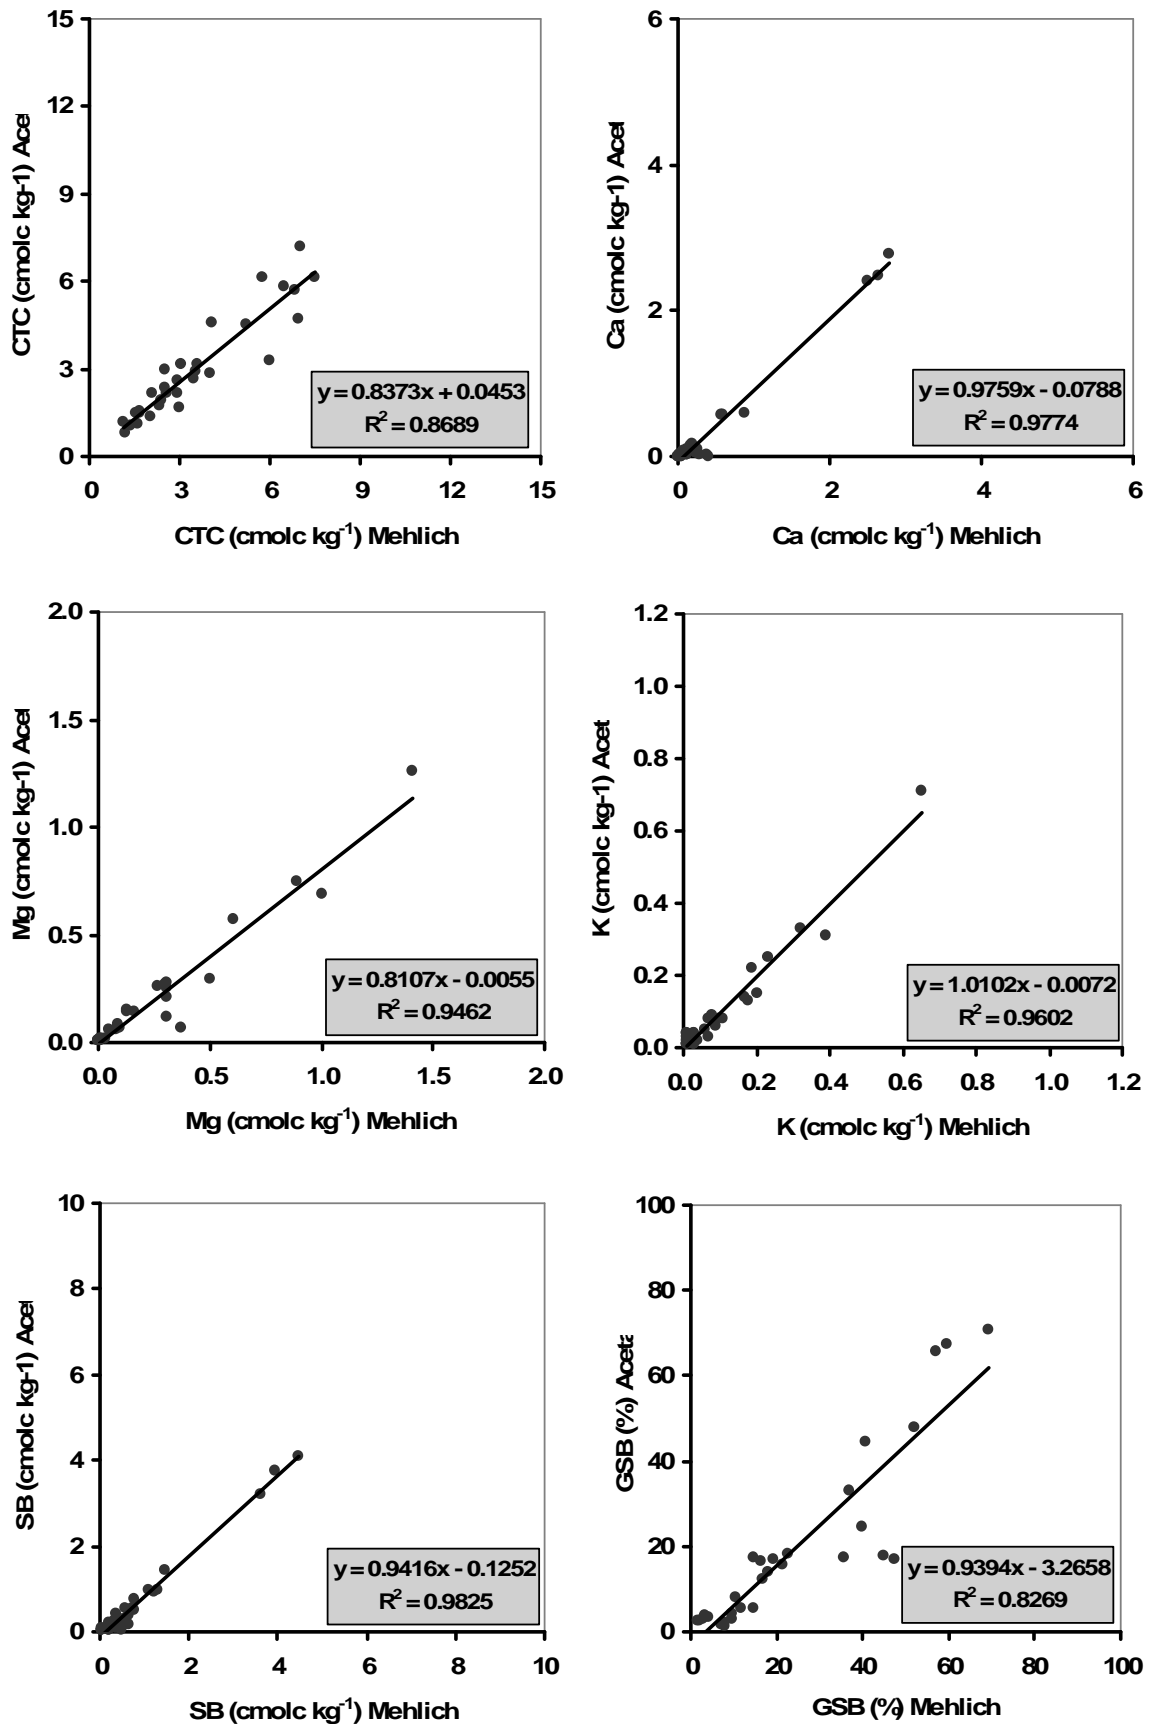 15
12
9
6
3
0
CTC (cmolc kg-1) Acel
y = 0.8373x + 0.0453
R² = 0.8689
0 3 6 9 12 15
CTC (cmolc kg⁻¹) Mehlich
6
4
2
0
Ca (cmolc kg-1) Acel
y = 0.9759x - 0.0788
R² = 0.9774
0 2 4 6
Ca (cmolc kg⁻¹) Mehlich
2.0
1.5
1.0
0.5
0.0
Mg (cmolc kg-1) Acel
y = 0.8107x - 0.0055
R² = 0.9462
0.0 0.5 1.0 1.5 2.0
Mg (cmolc kg⁻¹) Mehlich
1.2
1.0
0.8
0.6
0.4
0.2
0.0
K (cmolc kg-1) Acet
y = 1.0102x - 0.0072
R² = 0.9602
0.0 0.2 0.4 0.6 0.8 1.0 1.2
K (cmolc kg⁻¹) Mehlich
10
8
6
4
2
0
SB (cmolc kg-1) Acel
y = 0.9416x - 0.1252
R² = 0.9825
0 2 4 6 8 10
SB (cmolc kg⁻¹) Mehlich
100
80
60
40
20
0
GSB (%) Aceta
y = 0.9394x - 3.2658
R² = 0.8269
0 20 40 60 80 100
GSB (%) Mehlich